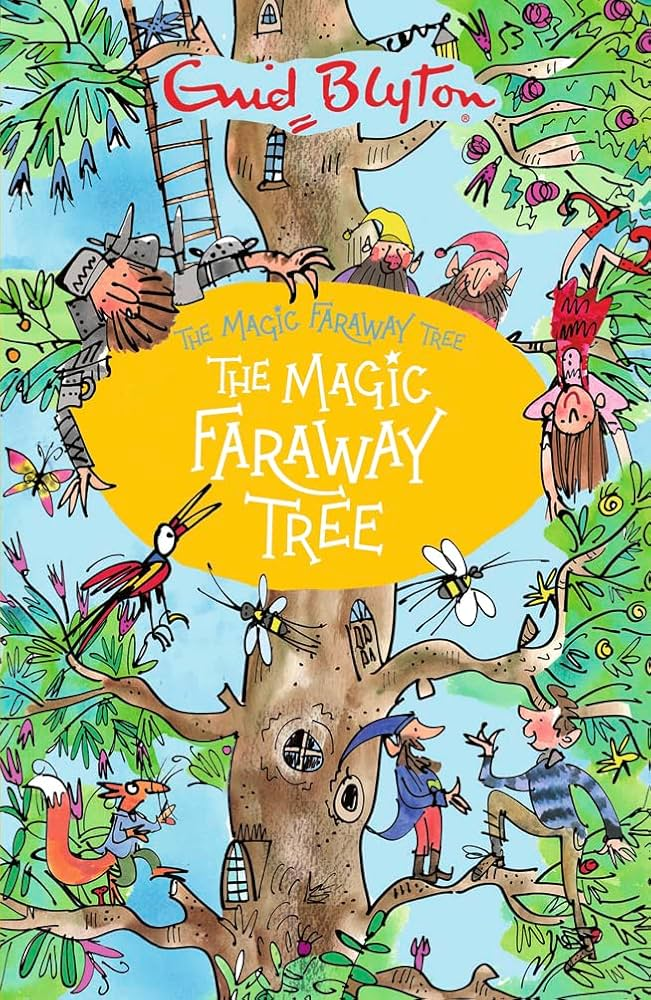 Enid Blyton®
THE MAGIC FARAWAY TREE
THE MAGIC
FARAWAY
TREE